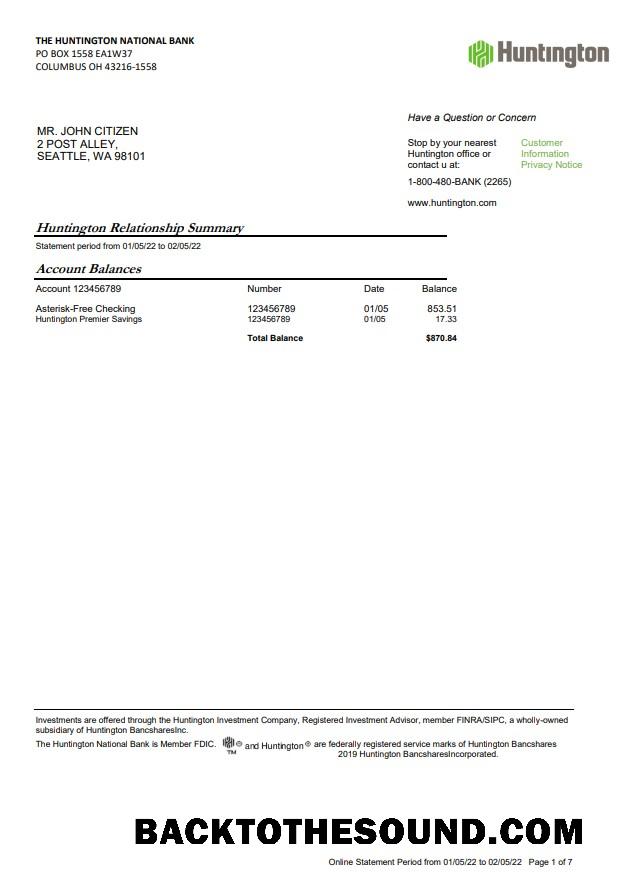 THE HUNTINGTON NATIONAL BANK
PO BOX 1558 EA1W37
COLUMBUS OH 43216-1558
Huntington
Have a Question or Concern
MR. JOHN CITIZEN
2 POST ALLEY,
SEATTLE, WA 98101
Stop by your nearest
Huntington office or
contact u at:
Customer
Information
Privacy Notice
1-800-480-BANK (2265)
www.huntington.com
Huntington Relationship Summary
Statement period from 01/05/22 to 02/05/22
Account Balances
Account 123456789 Number Date Balance
Asterisk-Free Checking 123456789 01/05 853.51
Huntington Premier Savings 123456789 01/05 17.33
Total Balance $870.84
Investments are offered through the Huntington Investment Company, Registered Investment Advisor, member FINRA/SIPC, a wholly-owned
subsidiary of Huntington BancsharesInc.
The Huntington National Bank is Member FDIC. ™ ® and Huntington ® are federally registered service marks of Huntington Bancshares
2019 Huntington BancsharesIncorporated.
BACKTOTHESOUND.COM
Online Statement Period from 01/05/22 to 02/05/22 Page 1 of 7